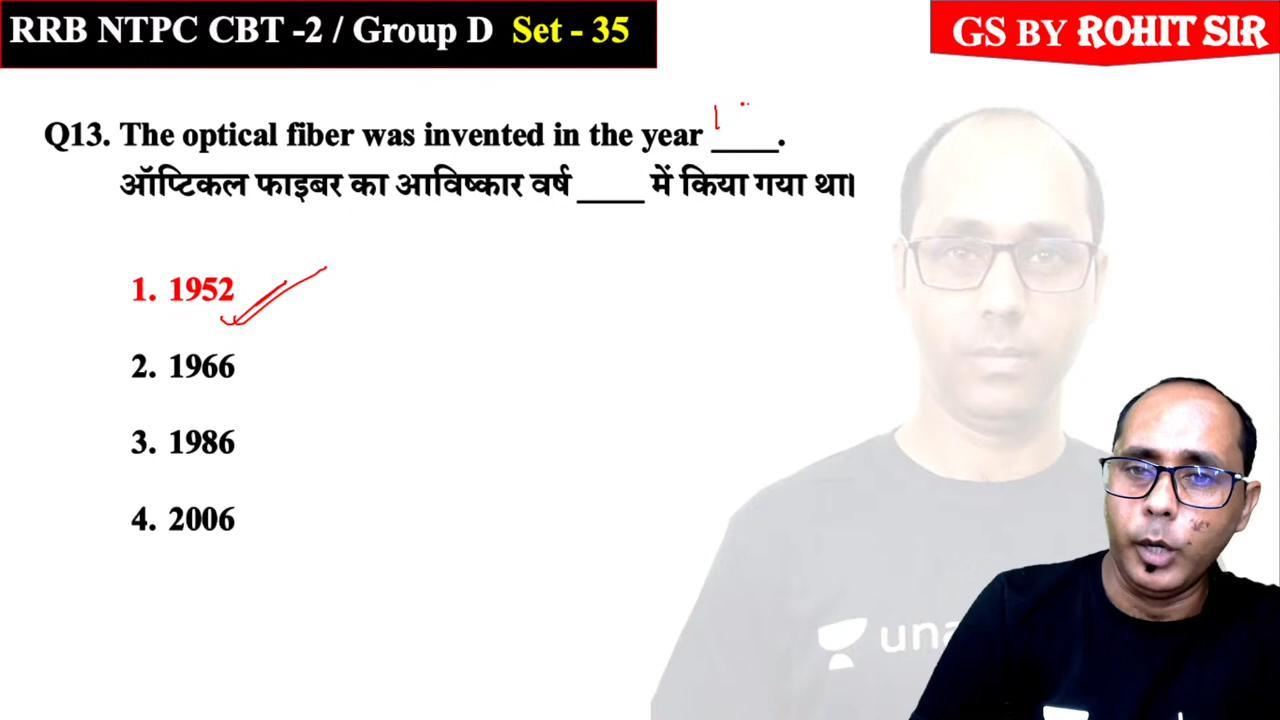 RRB NTPC CBT -2 / Group D Set - 35
GS BY ROHIT SIR
Q13. The optical fiber was invented in the year ____.
ऑप्टिकल फाइबर का आविष्कार वर्ष ____ में किया गया था।
1. 1952
2. 1966
3. 1986
4. 2006